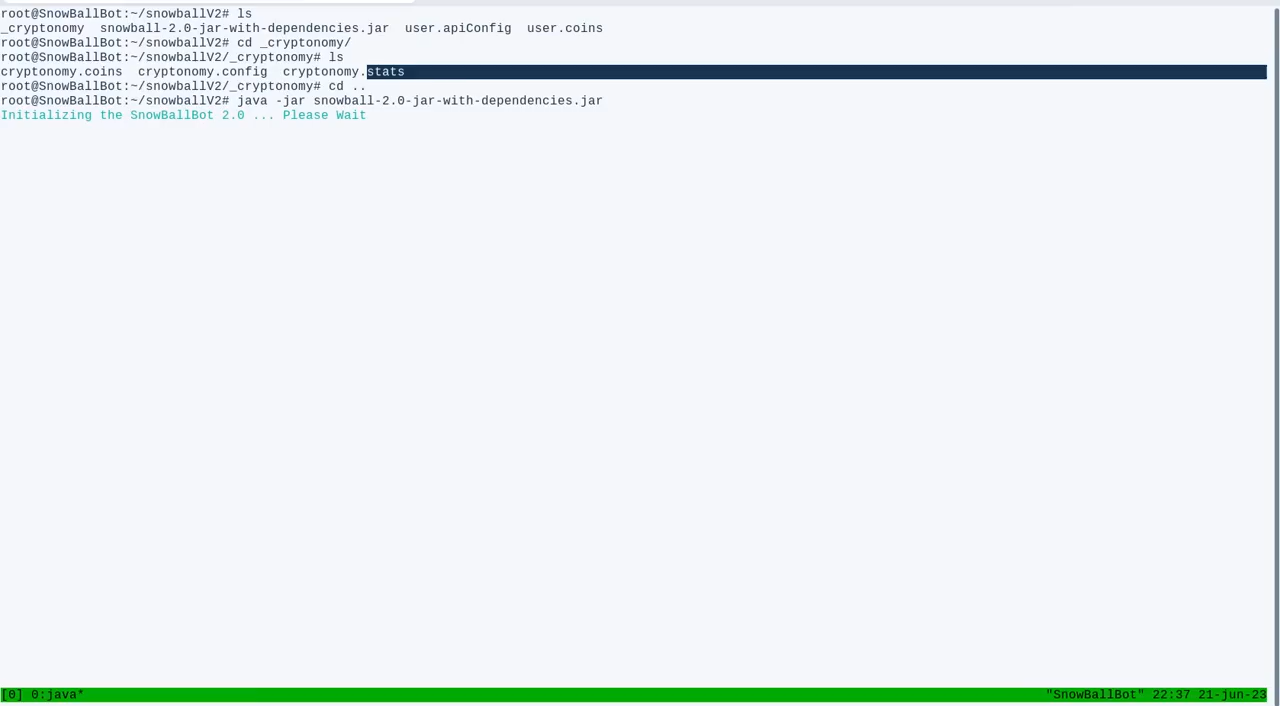 root@SnowBallBot:~/snowballV2# ls
_cryptonomy  snowball-2.0-jar-with-dependencies.jar  user.apiConfig  user.coins
root@SnowBallBot:~/snowballV2# cd _cryptonomy/
root@SnowBallBot:~/snowballV2/_cryptonomy# ls
cryptonomy.coins  cryptonomy.config  cryptonomy.stats
root@SnowBallBot:~/snowballV2/_cryptonomy# cd ..
root@SnowBallBot:~/snowballV2# java -jar snowball-2.0-jar-with-dependencies.jar
Initializing the SnowBallBot 2.0 ... Please Wait
[0] 0:java* "SnowBallBot" 22:37 21-jun-23